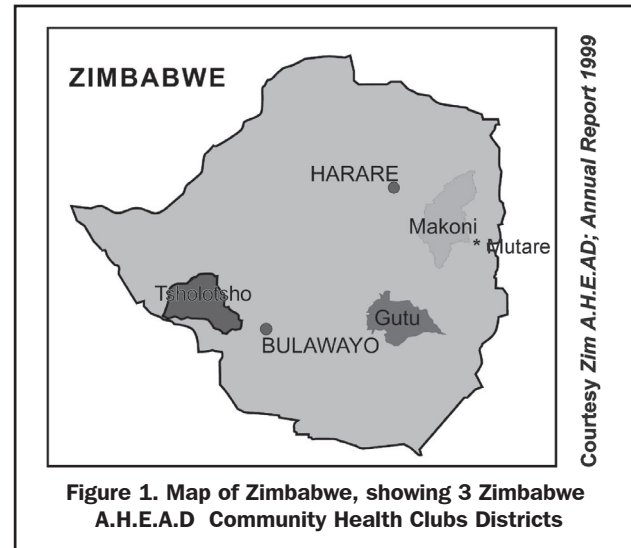 ZIMBABWE
HARARE
Makoni
* Mutare
Tsholotsho
Gutu
BULAWAYO
Courtesy Zim A.H.E.AD; Annual Report 1999
Figure 1. Map of Zimbabwe, showing 3 Zimbabwe
A.H.E.A.D Community Health Clubs Districts